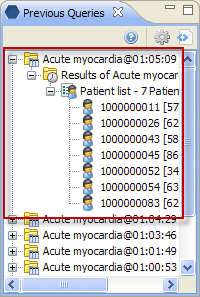 Previous Queries
Acute myocardia@01:05:09
Results of Acute myocar
Patient list - 7 Patien
1000000011 [57
1000000026 [62
1000000043 [58
1000000045 [86
1000000052 [34
1000000054 [63
1000000083 [62
Acute myocardia@01:04:29
Acute myocardia@01:03:46
Acute myocardia@01:01:49
Acute myocardia@01:00:53